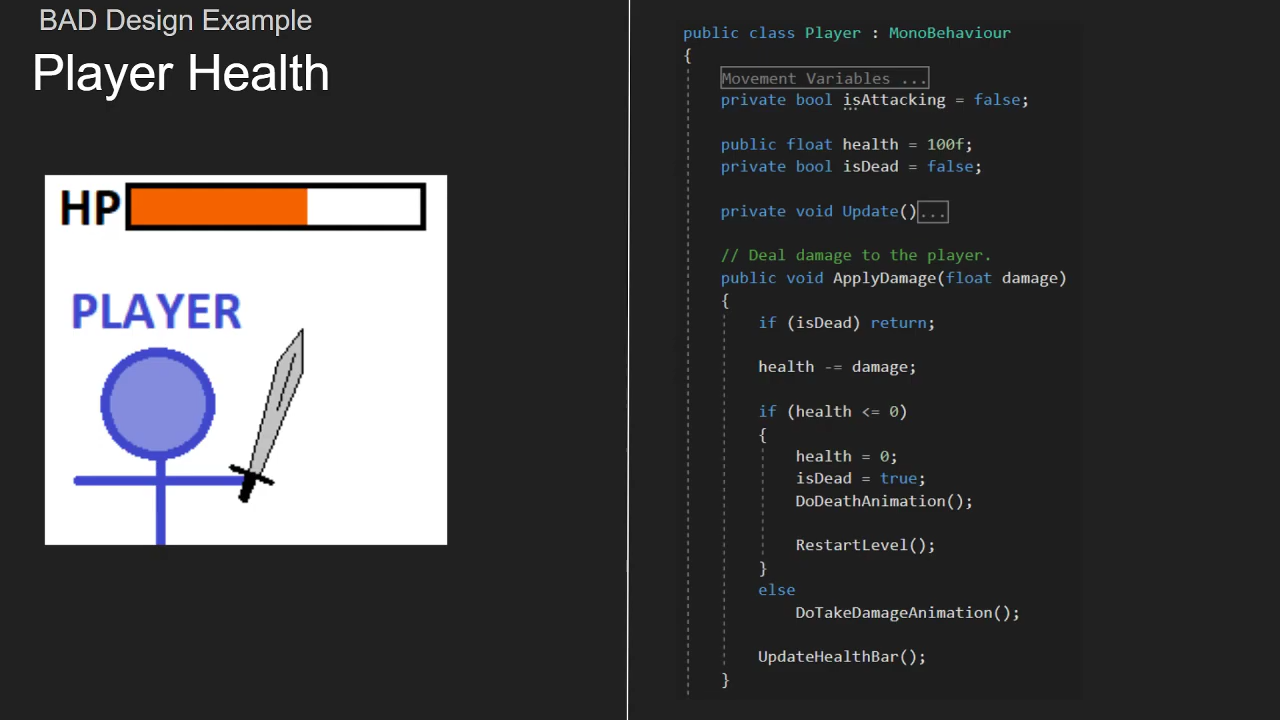 BAD Design Example
Player Health
HP
PLAYER
public class Player : MonoBehaviour
{
Movement Variables ...
private bool isAttacking = false;
public float health = 100f;
private bool isDead = false;
private void Update()...
// Deal damage to the player.
public void ApplyDamage(float damage)
{
if (isDead) return;
health -= damage;
if (health <= 0)
{
health = 0;
isDead = true;
DoDeathAnimation();
RestartLevel();
}
else
DoTakeDamageAnimation();
UpdateHealthBar();
}